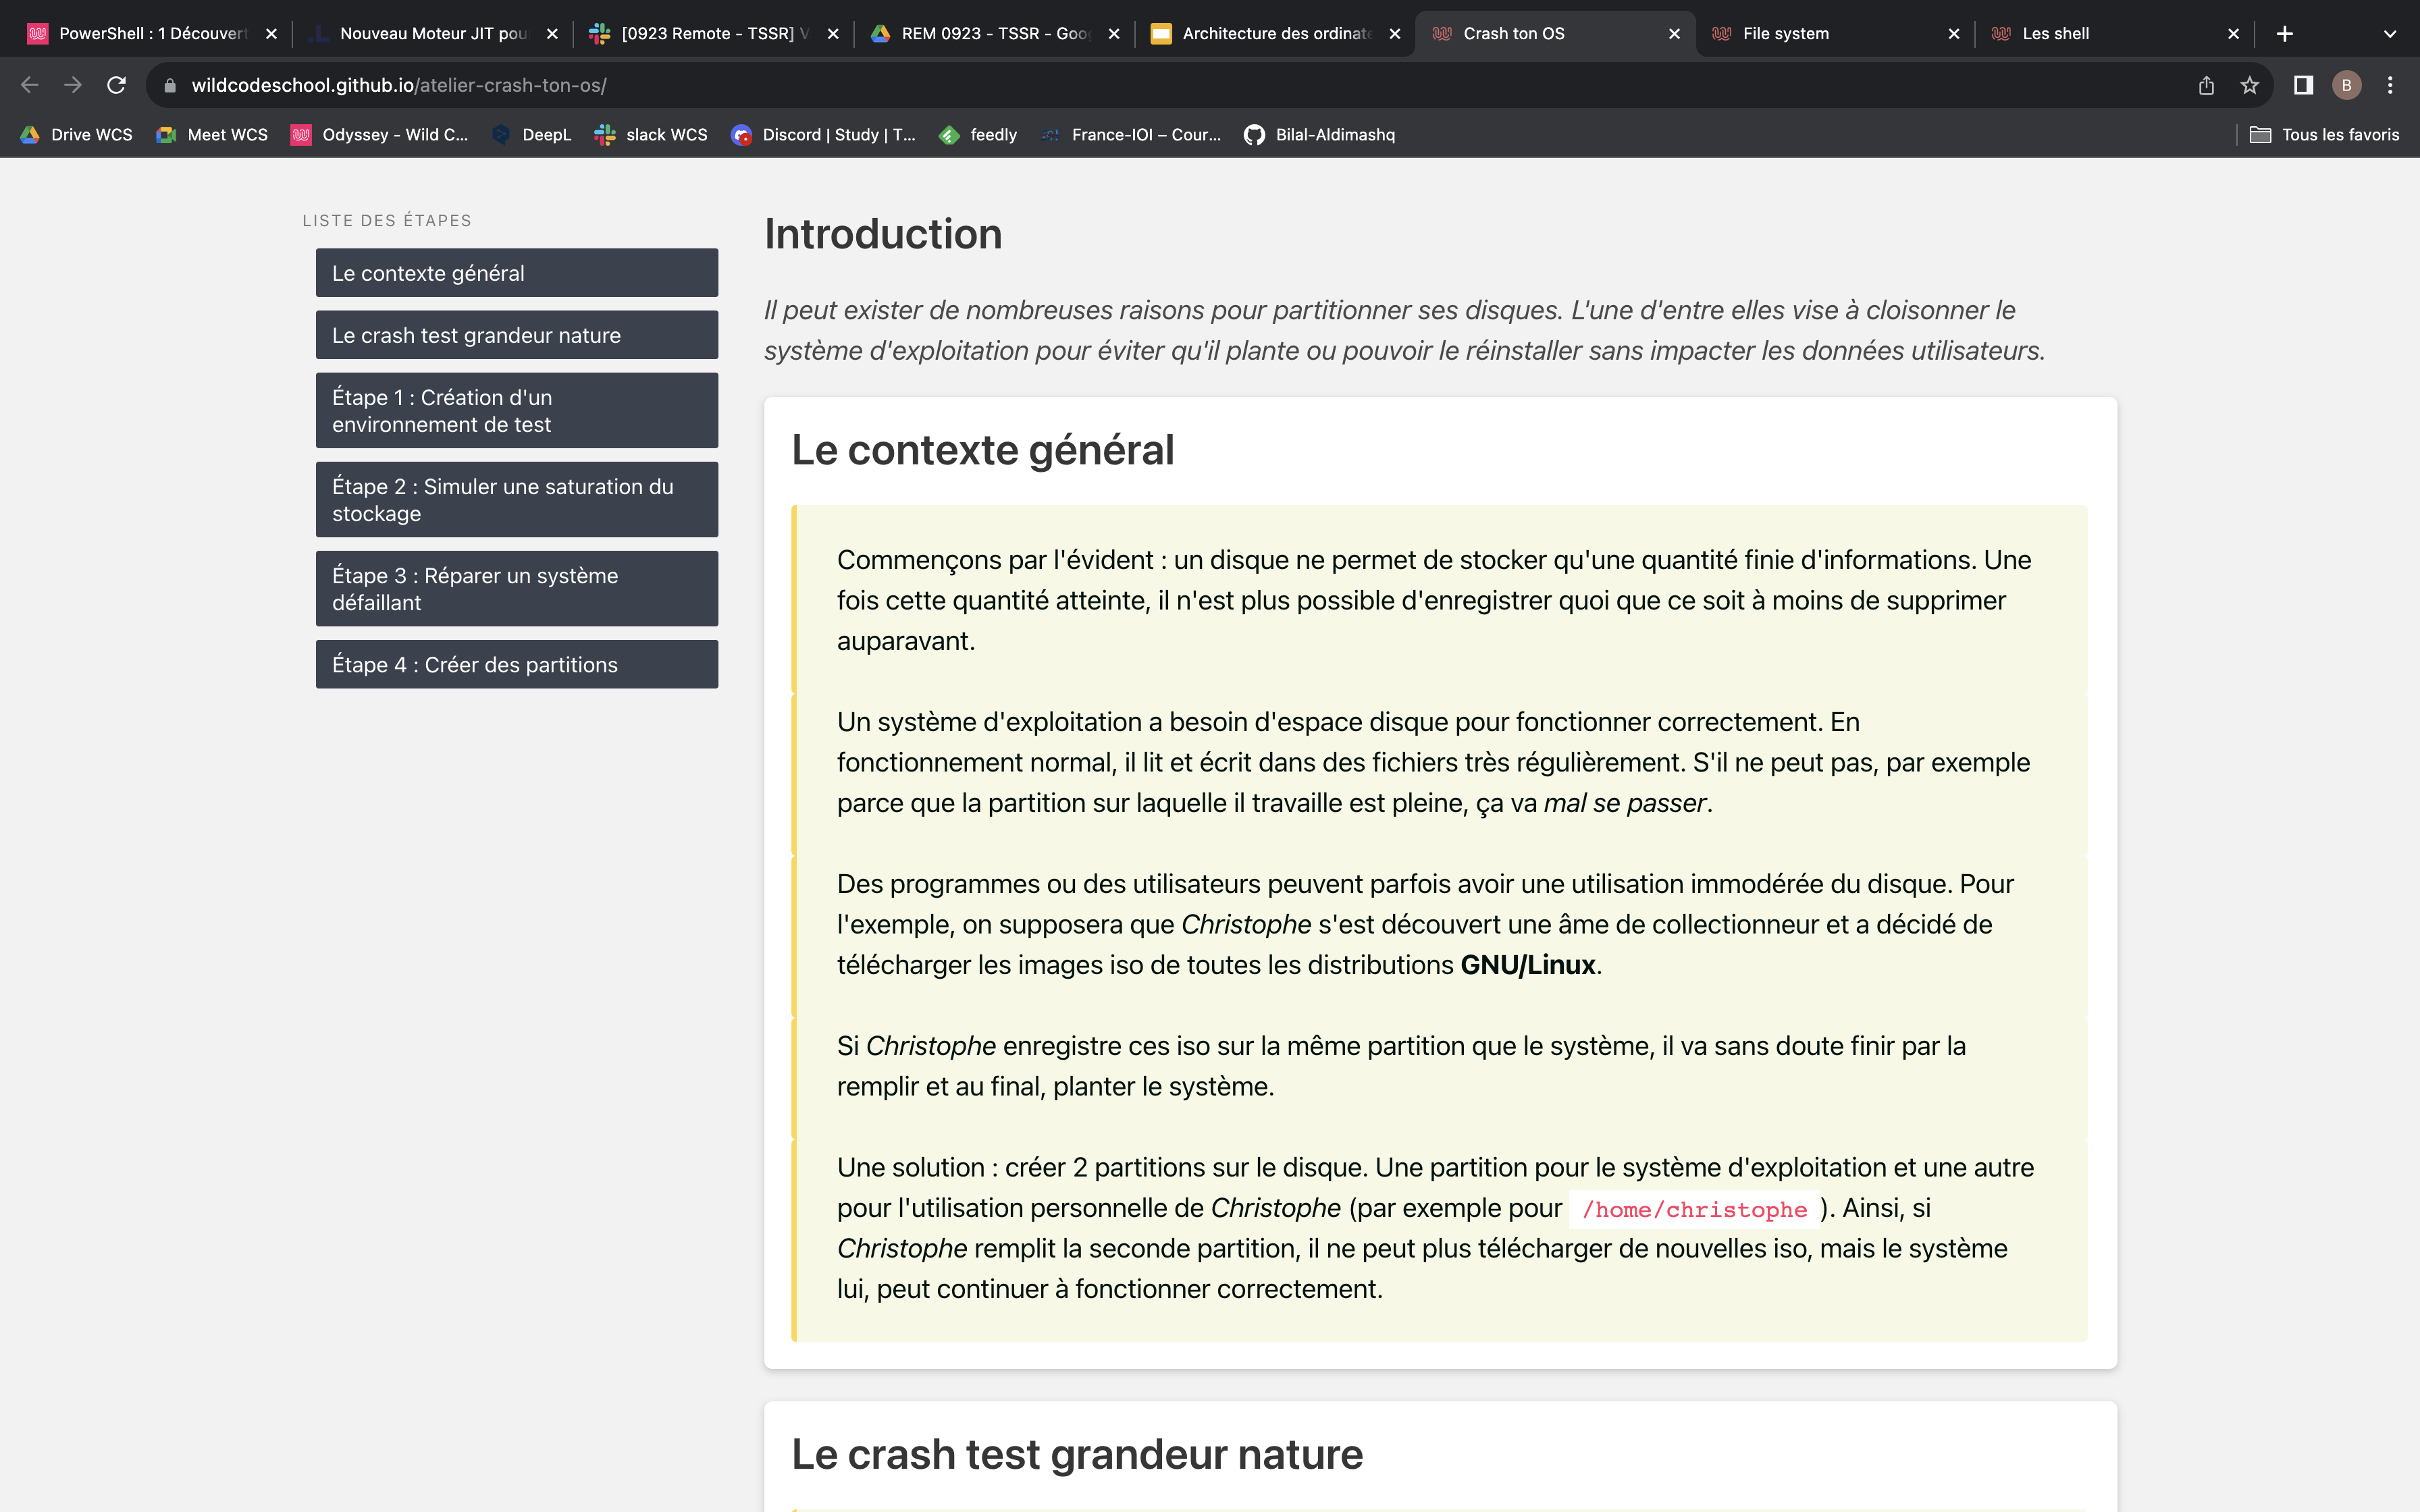 PowerShell : 1 Découvert
Nouveau Moteur JIT pou
[0923 Remote - TSSR] V
REM 0923 - TSSR - Goo
Architecture des ordinate
Crash ton OS
File system
Les shell
wildcodeschool.github.io/atelier-crash-ton-os/
B
Drive WCS
Meet WCS
Odyssey - Wild C...
DeepL
slack WCS
Discord | Study | T...
feedly
France-IOI – Cour...
Bilal-Aldimashq
Tous les favoris
LISTE DES ÉTAPES
Le contexte général
Le crash test grandeur nature
Étape 1 : Création d'un
environnement de test
Étape 2 : Simuler une saturation du
stockage
Étape 3 : Réparer un système
défaillant
Étape 4 : Créer des partitions
Introduction
Il peut exister de nombreuses raisons pour partitionner ses disques. L'une d'entre elles vise à cloisonner le
système d'exploitation pour éviter qu'il plante ou pouvoir le réinstaller sans impacter les données utilisateurs.
Le contexte général
Commençons par l'évident : un disque ne permet de stocker qu'une quantité finie d'informations. Une
fois cette quantité atteinte, il n'est plus possible d'enregistrer quoi que ce soit à moins de supprimer
auparavant.
Un système d'exploitation a besoin d'espace disque pour fonctionner correctement. En
fonctionnement normal, il lit et écrit dans des fichiers très régulièrement. S'il ne peut pas, par exemple
parce que la partition sur laquelle il travaille est pleine, ça va mal se passer.
Des programmes ou des utilisateurs peuvent parfois avoir une utilisation immodérée du disque. Pour
l'exemple, on supposera que Christophe s'est découvert une âme de collectionneur et a décidé de
télécharger les images iso de toutes les distributions GNU/Linux.
Si Christophe enregistre ces iso sur la même partition que le système, il va sans doute finir par la
remplir et au final, planter le système.
Une solution : créer 2 partitions sur le disque. Une partition pour le système d'exploitation et une autre
pour l'utilisation personnelle de Christophe (par exemple pour /home/christophe ). Ainsi, si
Christophe remplit la seconde partition, il ne peut plus télécharger de nouvelles iso, mais le système
lui, peut continuer à fonctionner correctement.
Le crash test grandeur nature